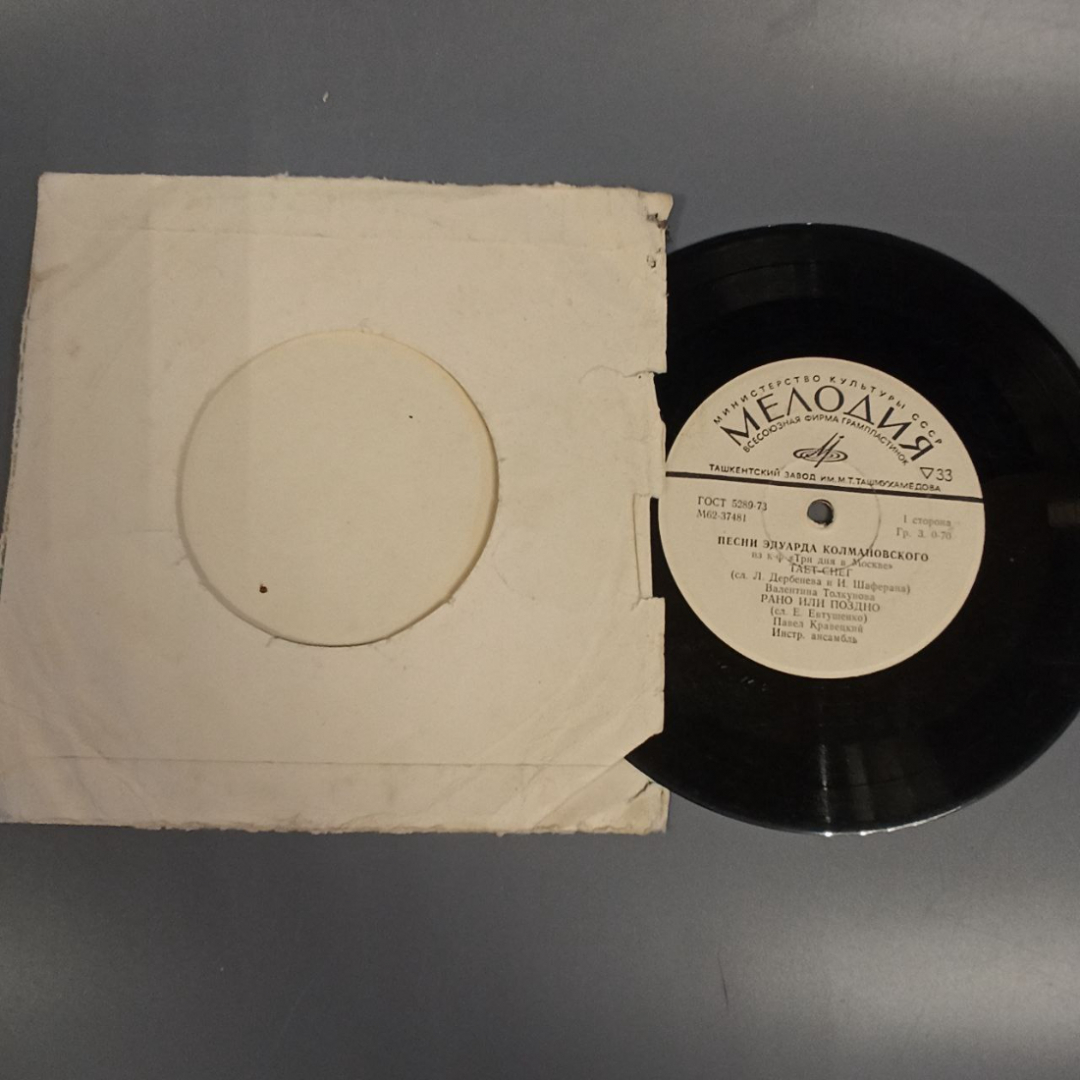 МИНИСТЕРСТВО КУЛЬТУРЫ СССР
МЕЛОДИЯ
ВСЕСОЮЗНАЯ ФИРМА ГРАМПЛАСТИНОК
▽33
ТАШКЕНТСКИЙ ЗАВОД ИМ. М.Т. ТАШМУХАМЕДОВА
ГОСТ 5289-73
М62-37481
1 сторона
Гр. 3. 0-70
ПЕСНИ ЭДУАРДА КОЛМАНОВСКОГО
из к-ф «Три дня в Москве»
ТАЕТ СНЕГ
(сл. Л. Дербенева и И. Шаферана)
Валентина Толкунова
РАНО ИЛИ ПОЗДНО
(сл. Е. Евтушенко)
Павел Кравецкий
Инстр. ансамбль